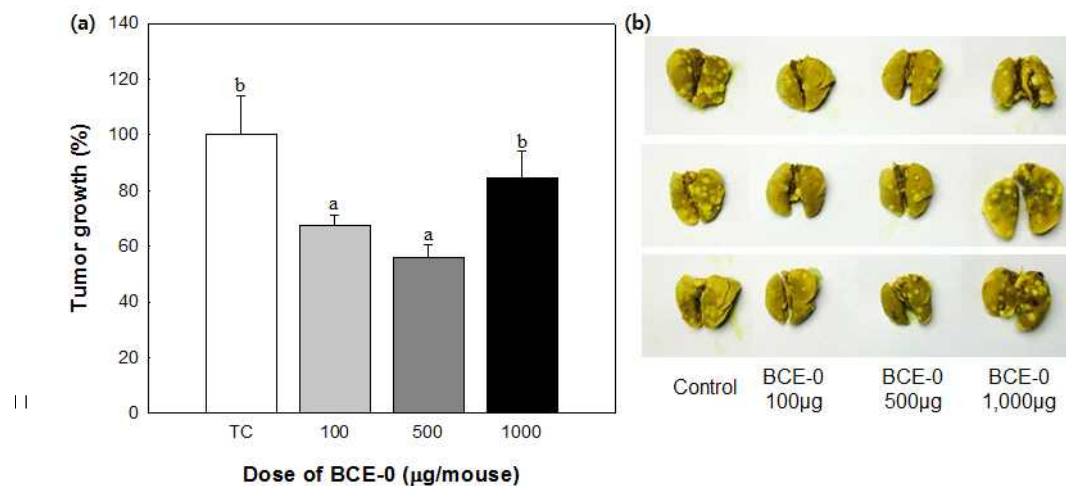 (a)
140
120
100
80
60
40
20
0
Tumor growth (%)
b
a
a
b
TC
100
500
1000
Dose of BCE-0 (μg/mouse)
(b)
Control
BCE-0
100μg
BCE-0
500μg
BCE-0
1,000μg